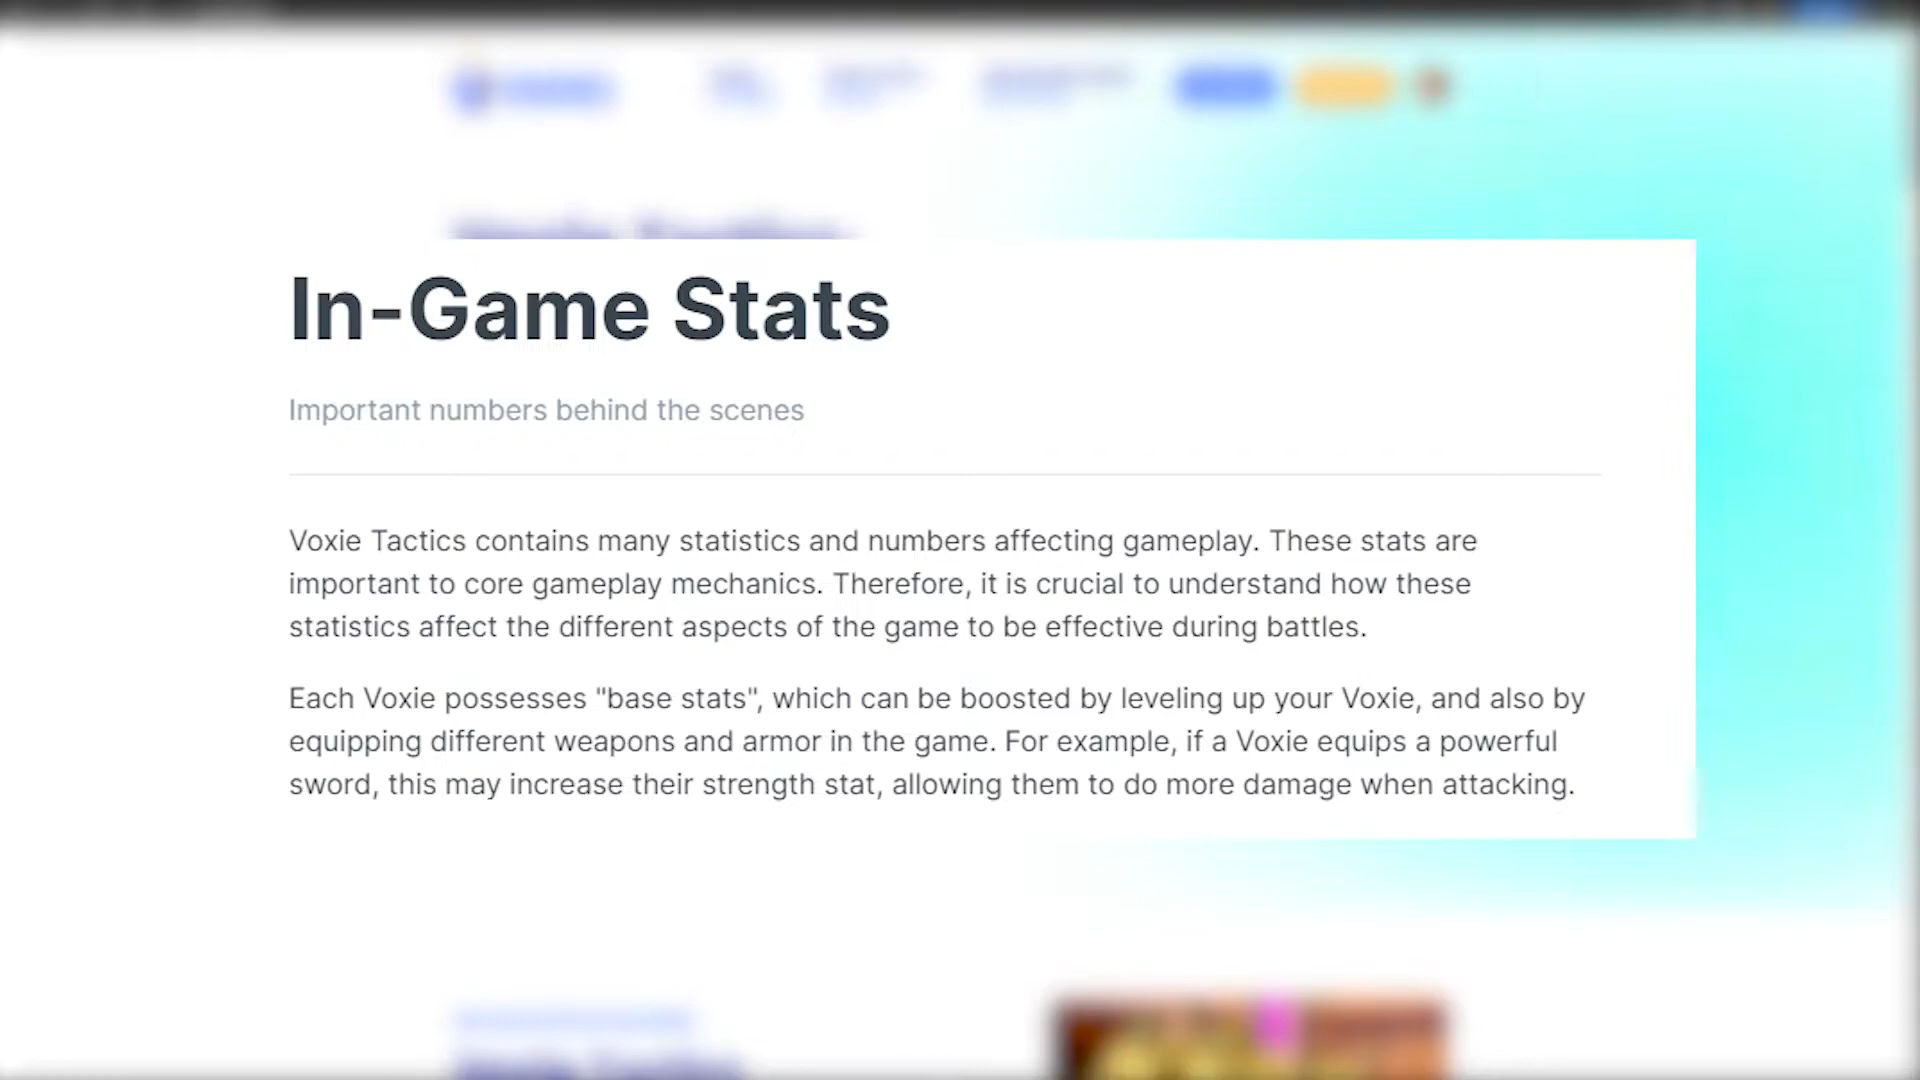 In-Game Stats
Important numbers behind the scenes
Voxie Tactics contains many statistics and numbers affecting gameplay. These stats are
important to core gameplay mechanics. Therefore, it is crucial to understand how these
statistics affect the different aspects of the game to be effective during battles.
Each Voxie possesses "base stats", which can be boosted by leveling up your Voxie, and also by
equipping different weapons and armor in the game. For example, if a Voxie equips a powerful
sword, this may increase their strength stat, allowing them to do more damage when attacking.